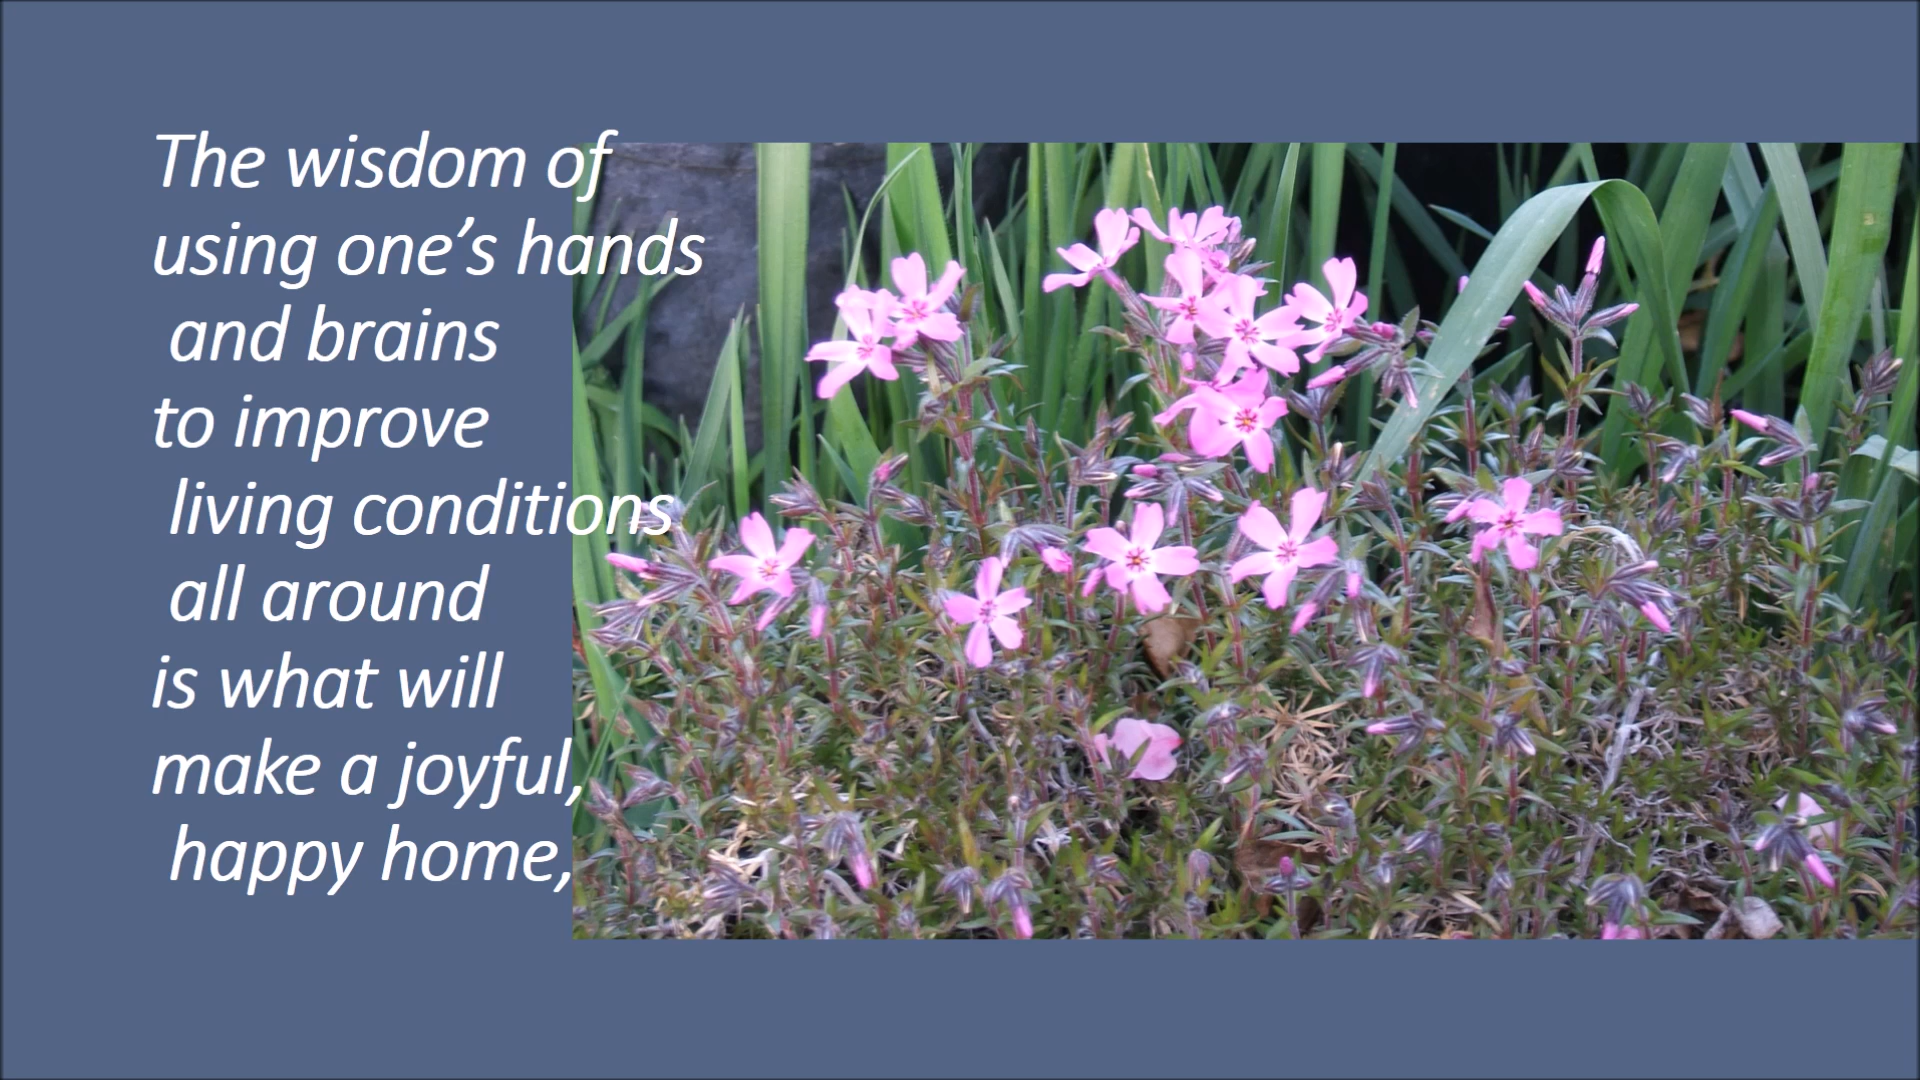 The wisdom of
using one’s hands
and brains
to improve
living conditions
all around
is what will
make a joyful,
happy home,